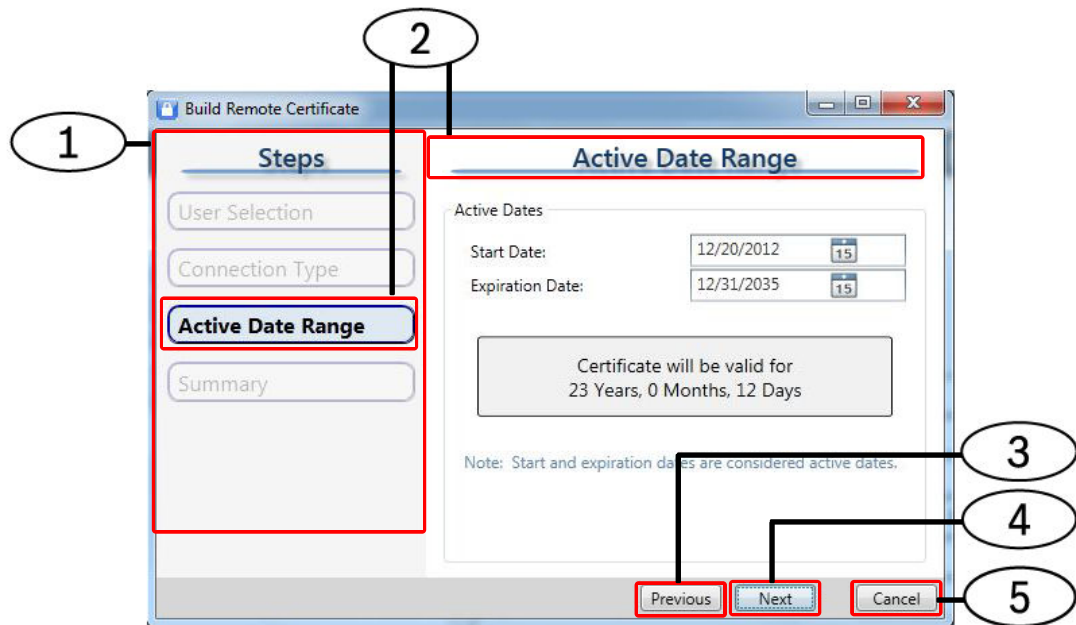 2
Build Remote Certificate
1
Steps
Active Date Range
User Selection
Active Dates
Start Date: 12/20/2012 15
Connection Type
Expiration Date: 12/31/2035 15
Active Date Range
Certificate will be valid for
23 Years, 0 Months, 12 Days
Summary
Note: Start and expiration dates are considered active dates.
3
4
Previous Next Cancel
5